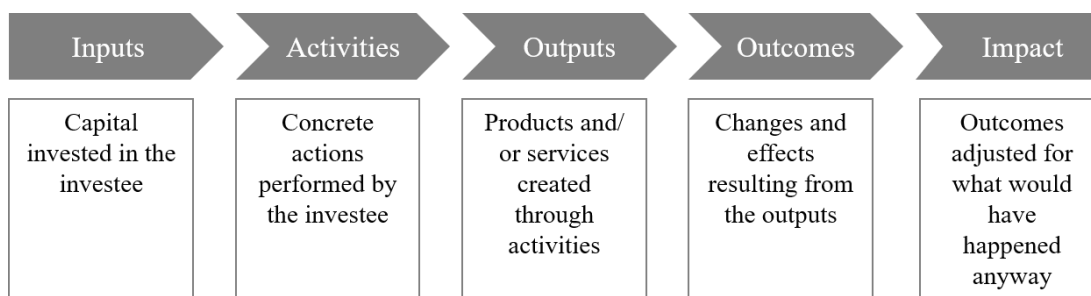 Inputs
Activities
Outputs
Outcomes
Impact
Capital
invested in the
investee
Concrete
actions
performed by
the investee
Products and/
or services
created
through
activities
Changes and
effects
resulting from
the outputs
Outcomes
adjusted for
what would
have
happened
anyway